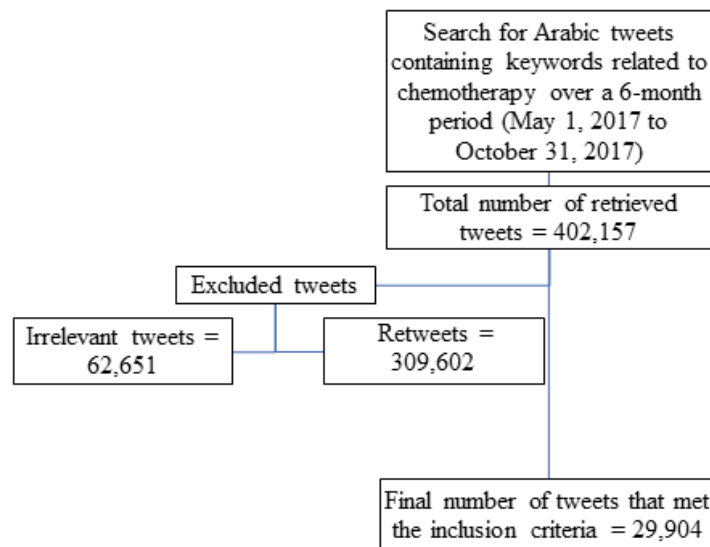 Search for Arabic tweets
containing keywords related to
chemotherapy over a 6-month
period (May 1, 2017 to
October 31, 2017)
Total number of retrieved
tweets = 402,157
Excluded tweets
Irrelevant tweets =
62,651
Retweets =
309,602
Final number of tweets that met
the inclusion criteria = 29,904